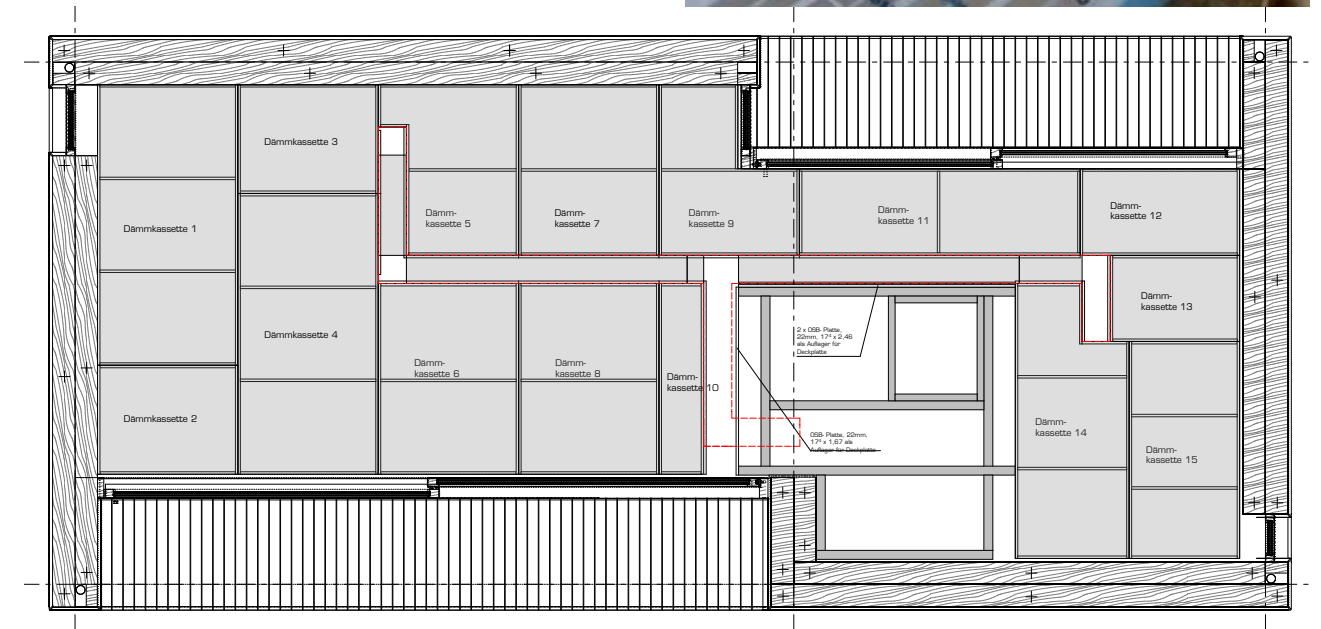 Dämmkassette 3
Dämmkassette 1
Dämm-
kassette 5
Dämm-
kassette 7
Dämm-
kassette 9
Dämm-
kassette 11
Dämm-
kassette 12
Dämm-
kassette 13
Dämmkassette 4
2 x OSB- Platte,
22mm, 17⁸ x 2,46
als Auflager für
Deckplatte
Dämm-
kassette 6
Dämm-
kassette 8
Dämm-
kassette 10
Dämmkassette 2
OSB- Platte, 22mm,
17⁸ x 1,67 als
Auflager für Deckplatte
Dämm-
kassette 14
Dämm-
kassette 15